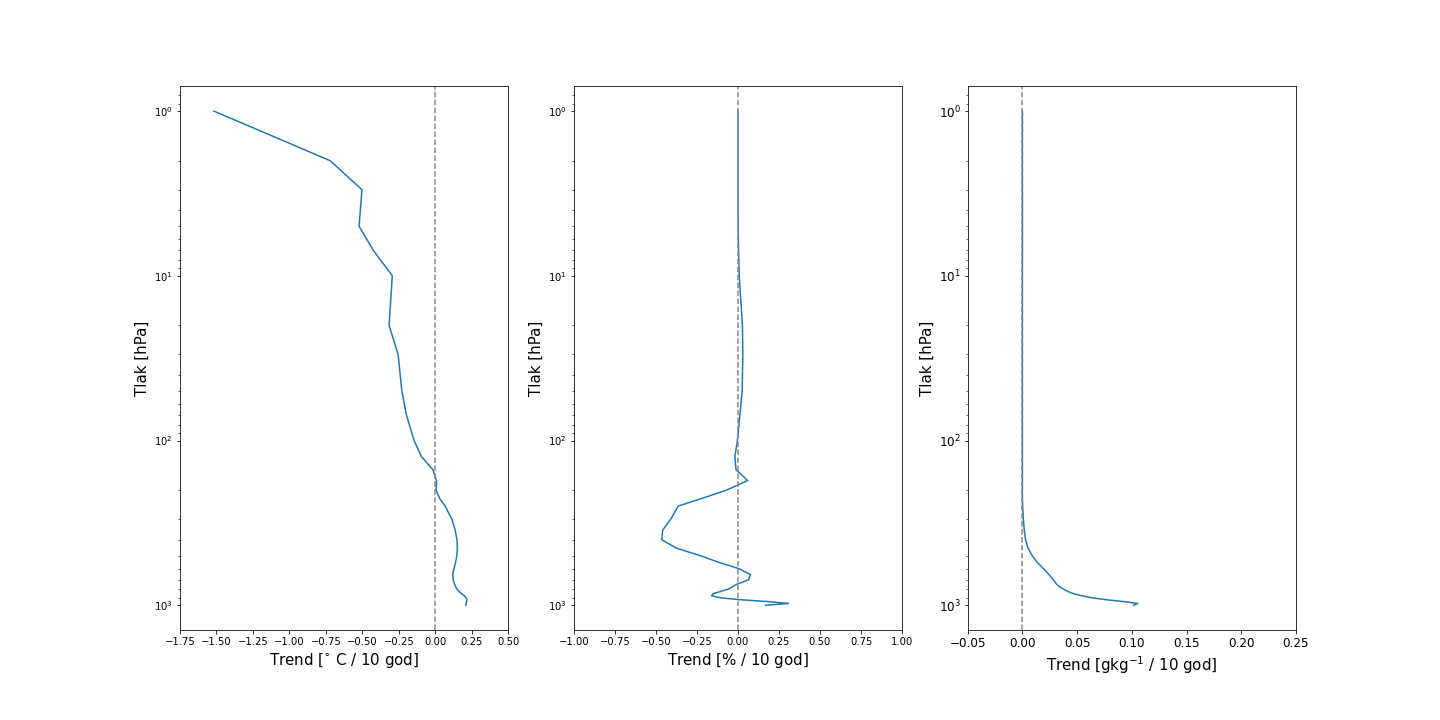 Tlak [hPa]
10⁰
10¹
10²
10³
−1.75 −1.50 −1.25 −1.00 −0.75 −0.50 −0.25 0.00 0.25 0.50
Trend [° C / 10 god]
Tlak [hPa]
10⁰
10¹
10²
10³
−1.00 −0.75 −0.50 −0.25 0.00 0.25 0.50 0.75 1.00
Trend [% / 10 god]
Tlak [hPa]
10⁰
10¹
10²
10³
−0.05 0.00 0.05 0.10 0.15 0.20 0.25
Trend [gkg⁻¹ / 10 god]